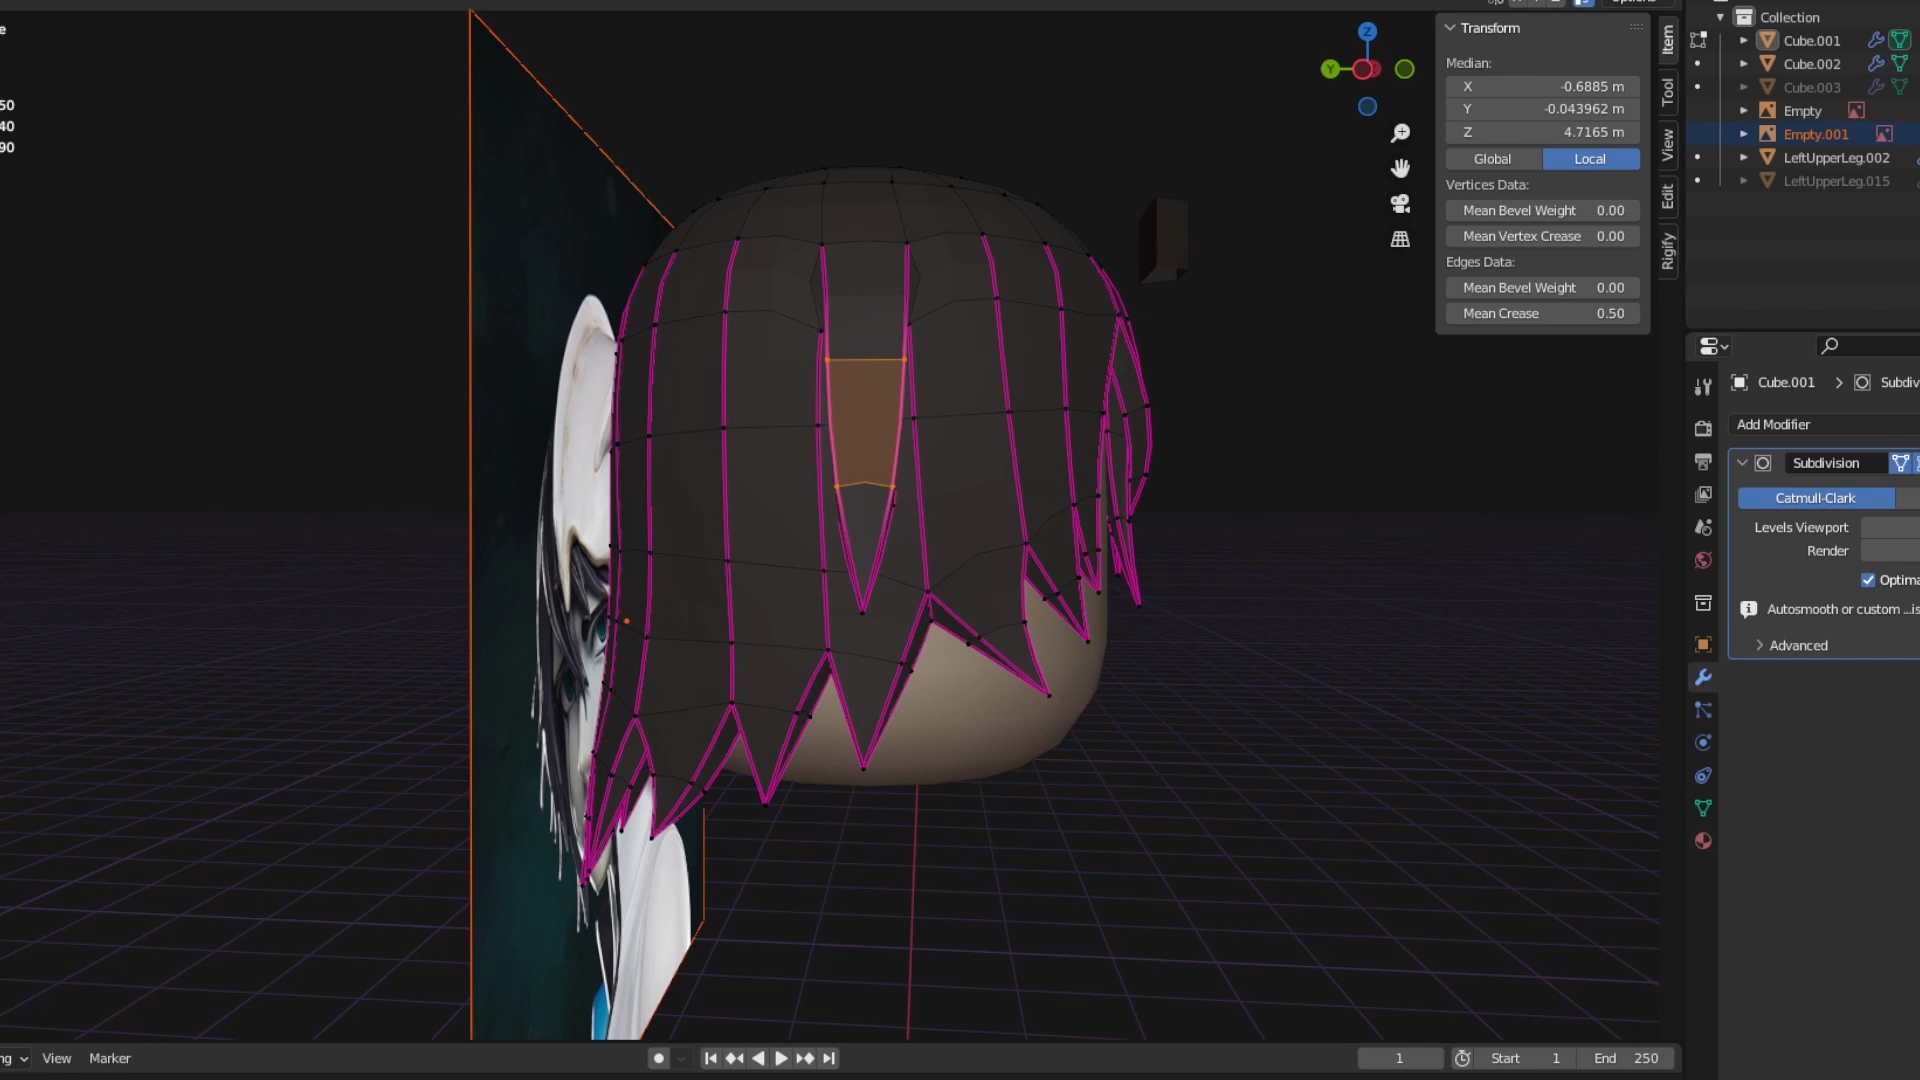 e
50
40
90
Options
Z
Y
Transform
Median:
X -0.6885 m
Y -0.043962 m
Z 4.7165 m
Global Local
Vertices Data:
Mean Bevel Weight 0.00
Mean Vertex Crease 0.00
Edges Data:
Mean Bevel Weight 0.00
Mean Crease 0.50
Item
Tool
View
Edit
Rigify
Collection
Cube.001
Cube.002
Cube.003
Empty
Empty.001
LeftUpperLeg.002
LeftUpperLeg.015
Cube.001 > Subdiv
Add Modifier
Subdivision
Catmull-Clark
Levels Viewport
Render
Optima
Autosmooth or custom ...is
Advanced
ng View Marker
1 Start 1 End 250